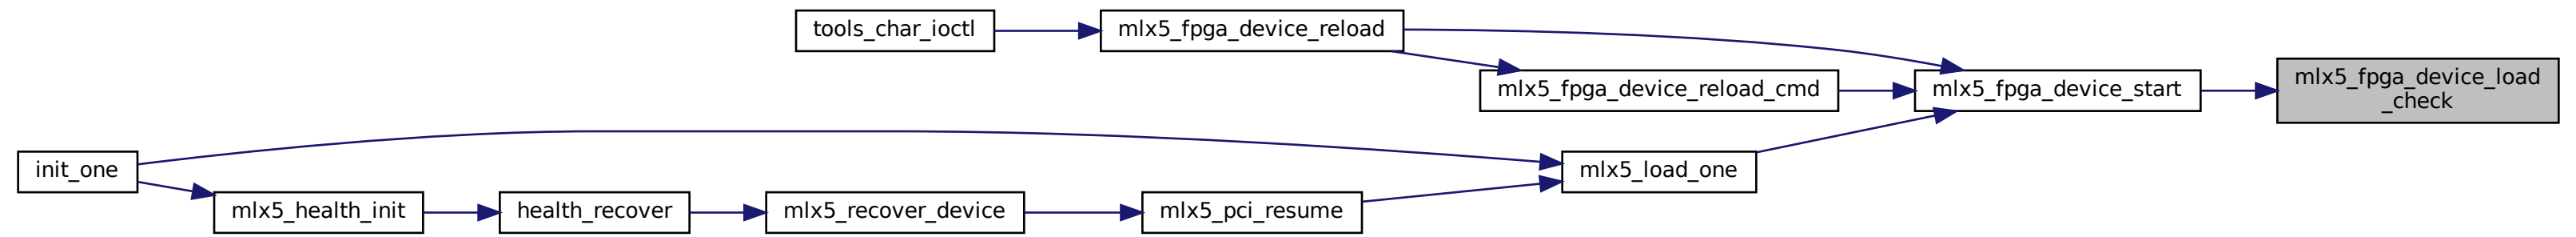 tools_char_ioctl
mlx5_fpga_device_reload
mlx5_fpga_device_reload_cmd
mlx5_fpga_device_start
mlx5_fpga_device_load
_check
init_one
mlx5_load_one
mlx5_health_init
health_recover
mlx5_recover_device
mlx5_pci_resume